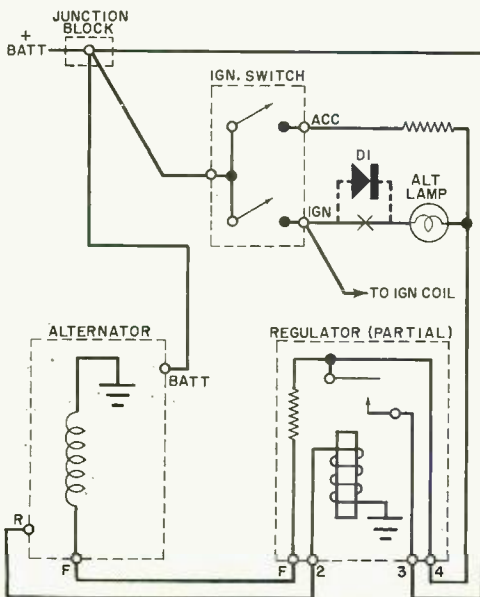 JUNCTION
BLOCK
+
BATT
IGN. SWITCH
ACC
D1
ALT
LAMP
IGN
TO IGN COIL
ALTERNATOR
BATT
R
F
REGULATOR (PARTIAL)
F
2
3
4